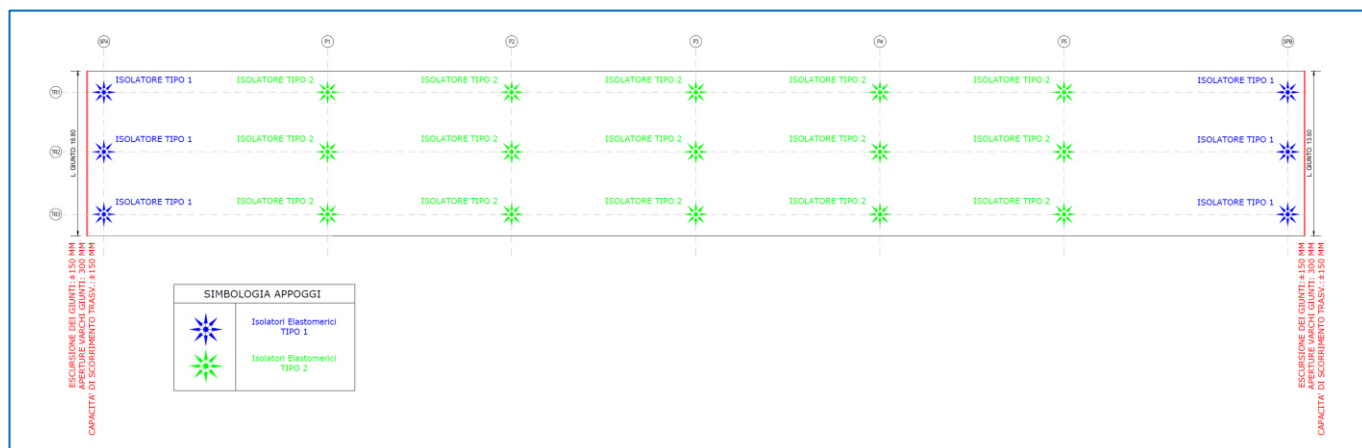 SPA P1 P2 P3 P4 P5 SPB
ISOLATORE TIPO 1 ISOLATORE TIPO 2 ISOLATORE TIPO 2 ISOLATORE TIPO 2 ISOLATORE TIPO 2 ISOLATORE TIPO 2 ISOLATORE TIPO 1
TR1
ISOLATORE TIPO 1 ISOLATORE TIPO 2 ISOLATORE TIPO 2 ISOLATORE TIPO 2 ISOLATORE TIPO 2 ISOLATORE TIPO 2 ISOLATORE TIPO 1
TR2
ISOLATORE TIPO 1 ISOLATORE TIPO 2 ISOLATORE TIPO 2 ISOLATORE TIPO 2 ISOLATORE TIPO 2 ISOLATORE TIPO 2 ISOLATORE TIPO 1
TR3
L. GIUNTO: 16.80
L. GIUNTO: 13.50
ESCURSIONE DEI GIUNTI:±150 MM
APERTURE VARCHI GIUNTI: 300 MM
CAPACITA' DI SCORRIMENTO TRASV.:±150 MM
ESCURSIONE DEI GIUNTI:±150 MM
APERTURE VARCHI GIUNTI: 300 MM
CAPACITA' DI SCORRIMENTO TRASV.:±150 MM
SIMBOLOGIA APPOGGI
Isolatori Elastomerici
TIPO 1
Isolatori Elastomerici
TIPO 2